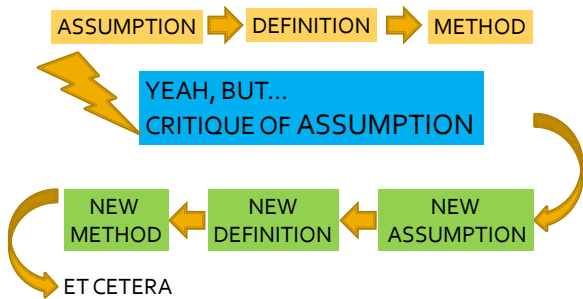 ASSUMPTION DEFINITION METHOD
YEAH, BUT...
CRITIQUE OF ASSUMPTION
NEW METHOD
NEW DEFINITION
NEW ASSUMPTION
ET CETERA